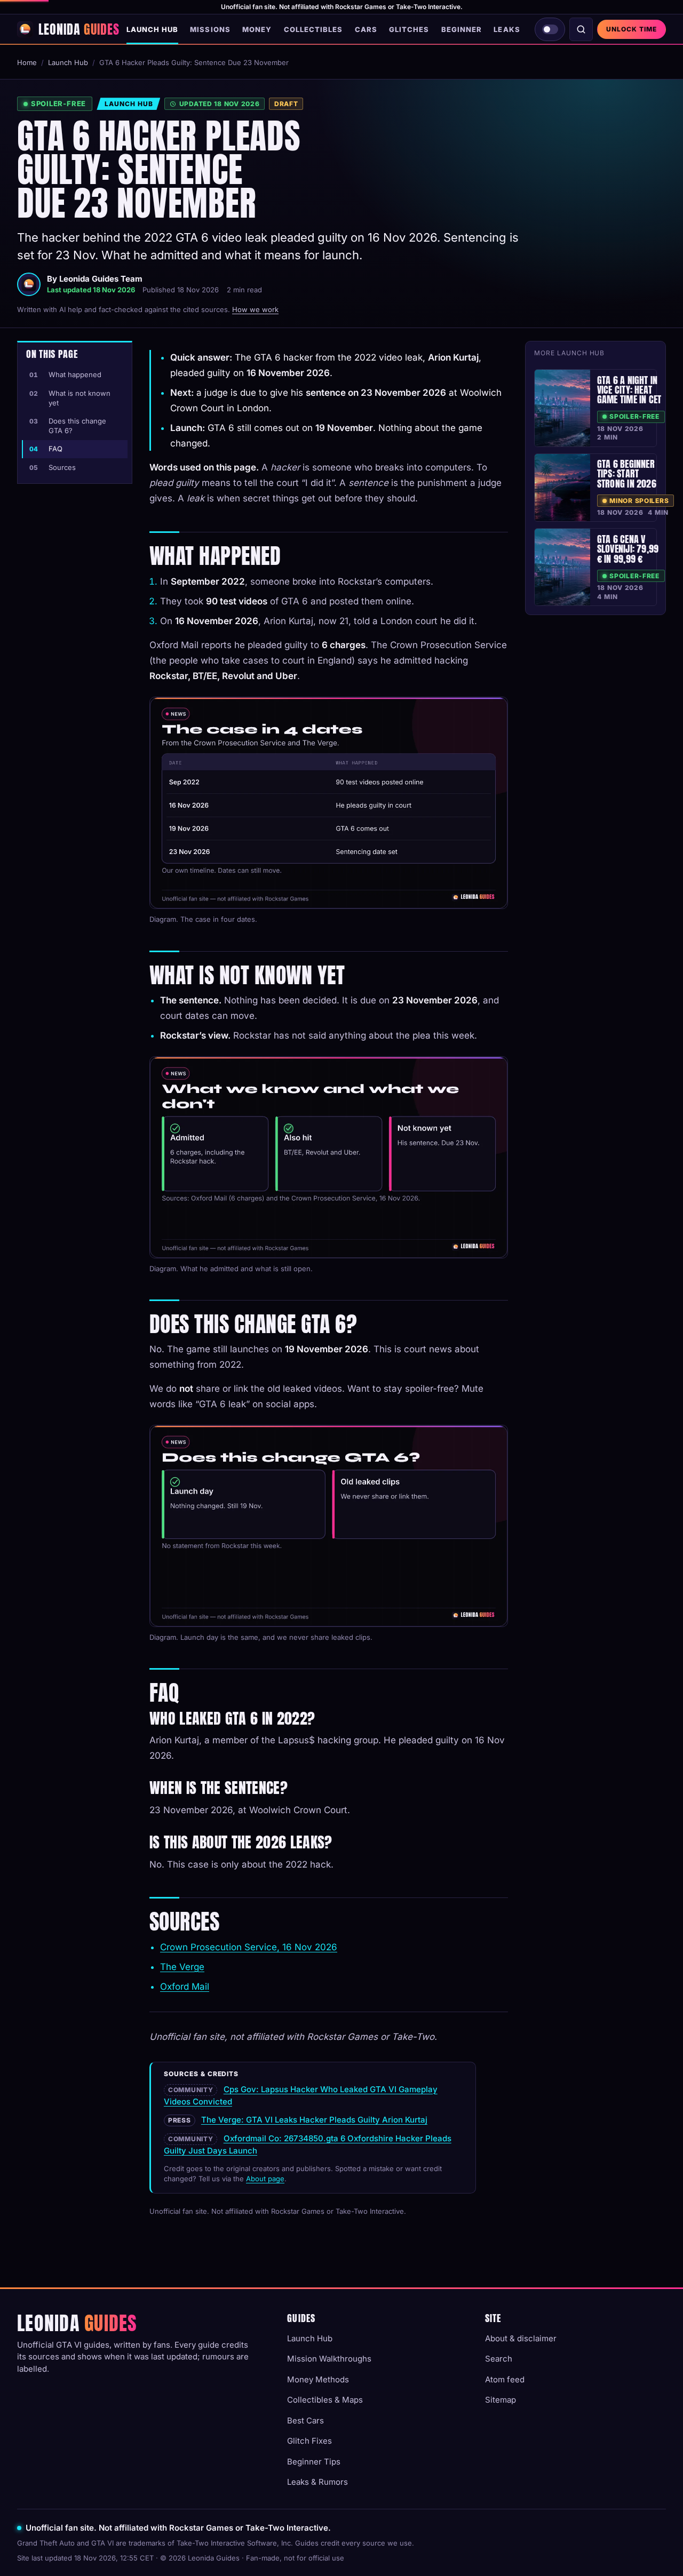 Unofficial fan site. Not affiliated with Rockstar Games or Take-Two Interactive.
LEONIDA GUIDES
LAUNCH HUB
MISSIONS
MONEY
COLLECTIBLES
CARS
GLITCHES
BEGINNER
LEAKS
UNLOCK TIME
Home / Launch Hub / GTA 6 Hacker Pleads Guilty: Sentence Due 23 November
SPOILER-FREE
LAUNCH HUB
UPDATED 18 NOV 2026
DRAFT
GTA 6 HACKER PLEADS
GUILTY: SENTENCE
DUE 23 NOVEMBER
The hacker behind the 2022 GTA 6 video leak pleaded guilty on 16 Nov 2026. Sentencing is
set for 23 Nov. What he admitted and what it means for launch.
By Leonida Guides Team
Last updated 18 Nov 2026 Published 18 Nov 2026 2 min read
Written with AI help and fact-checked against the cited sources. How we work
ON THIS PAGE
01 What happened
02 What is not known
yet
03 Does this change
GTA 6?
04 FAQ
05 Sources
• Quick answer: The GTA 6 hacker from the 2022 video leak, Arion Kurtaj,
pleaded guilty on 16 November 2026.
• Next: a judge is due to give his sentence on 23 November 2026 at Woolwich
Crown Court in London.
• Launch: GTA 6 still comes out on 19 November. Nothing about the game
changed.
Words used on this page. A hacker is someone who breaks into computers. To
plead guilty means to tell the court “I did it”. A sentence is the punishment a judge
gives. A leak is when secret things get out before they should.
WHAT HAPPENED
1. In September 2022, someone broke into Rockstar’s computers.
2. They took 90 test videos of GTA 6 and posted them online.
3. On 16 November 2026, Arion Kurtaj, now 21, told a London court he did it.
Oxford Mail reports he pleaded guilty to 6 charges. The Crown Prosecution Service
(the people who take cases to court in England) says he admitted hacking
Rockstar, BT/EE, Revolut and Uber.
NEWS
The case in 4 dates
From the Crown Prosecution Service and The Verge.
DATE WHAT HAPPENED
Sep 2022 90 test videos posted online
16 Nov 2026 He pleads guilty in court
19 Nov 2026 GTA 6 comes out
23 Nov 2026 Sentencing date set
Our own timeline. Dates can still move.
Unofficial fan site — not affiliated with Rockstar Games
LEONIDA GUIDES
Diagram. The case in four dates.
WHAT IS NOT KNOWN YET
• The sentence. Nothing has been decided. It is due on 23 November 2026, and
court dates can move.
• Rockstar’s view. Rockstar has not said anything about the plea this week.
NEWS
What we know and what we
don't
Admitted
6 charges, including the
Rockstar hack.
Also hit
BT/EE, Revolut and Uber.
Not known yet
His sentence. Due 23 Nov.
Sources: Oxford Mail (6 charges) and the Crown Prosecution Service, 16 Nov 2026.
Unofficial fan site — not affiliated with Rockstar Games
LEONIDA GUIDES
Diagram. What he admitted and what is still open.
DOES THIS CHANGE GTA 6?
No. The game still launches on 19 November 2026. This is court news about
something from 2022.
We do not share or link the old leaked videos. Want to stay spoiler-free? Mute
words like “GTA 6 leak” on social apps.
NEWS
Does this change GTA 6?
Launch day
Nothing changed. Still 19 Nov.
Old leaked clips
We never share or link them.
No statement from Rockstar this week.
Unofficial fan site — not affiliated with Rockstar Games
LEONIDA GUIDES
Diagram. Launch day is the same, and we never share leaked clips.
FAQ
WHO LEAKED GTA 6 IN 2022?
Arion Kurtaj, a member of the Lapsus$ hacking group. He pleaded guilty on 16 Nov
2026.
WHEN IS THE SENTENCE?
23 November 2026, at Woolwich Crown Court.
IS THIS ABOUT THE 2026 LEAKS?
No. This case is only about the 2022 hack.
SOURCES
• Crown Prosecution Service, 16 Nov 2026
• The Verge
• Oxford Mail
Unofficial fan site, not affiliated with Rockstar Games or Take-Two.
SOURCES & CREDITS
COMMUNITY Cps Gov: Lapsus Hacker Who Leaked GTA VI Gameplay
Videos Convicted
PRESS The Verge: GTA VI Leaks Hacker Pleads Guilty Arion Kurtaj
COMMUNITY Oxfordmail Co: 26734850.gta 6 Oxfordshire Hacker Pleads
Guilty Just Days Launch
Credit goes to the original creators and publishers. Spotted a mistake or want credit
changed? Tell us via the About page.
Unofficial fan site. Not affiliated with Rockstar Games or Take-Two Interactive.
MORE LAUNCH HUB
GTA 6 A NIGHT IN
VICE CITY: HEAT
GAME TIME IN CET
SPOILER-FREE
18 NOV 2026
2 MIN
GTA 6 BEGINNER
TIPS: START
STRONG IN 2026
MINOR SPOILERS
18 NOV 2026 4 MIN
GTA 6 CENA V
SLOVENIJI: 79,99
€ IN 99,99 €
SPOILER-FREE
18 NOV 2026
4 MIN
LEONIDA GUIDES
Unofficial GTA VI guides, written by fans. Every guide credits
its sources and shows when it was last updated; rumours are
labelled.
GUIDES
Launch Hub
Mission Walkthroughs
Money Methods
Collectibles & Maps
Best Cars
Glitch Fixes
Beginner Tips
Leaks & Rumors
SITE
About & disclaimer
Search
Atom feed
Sitemap
Unofficial fan site. Not affiliated with Rockstar Games or Take-Two Interactive.
Grand Theft Auto and GTA VI are trademarks of Take-Two Interactive Software, Inc. Guides credit every source we use.
Site last updated 18 Nov 2026, 12:55 CET · © 2026 Leonida Guides · Fan-made, not for official use